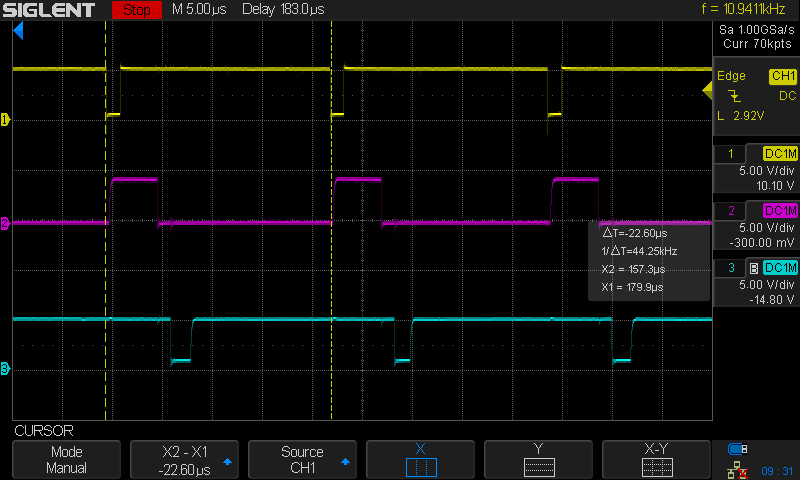 SIGLENT Stop M 5.00µs Delay 183.0µs f = 10.9411kHz
Sa 1.00GSa/s
Curr 70kpts
Edge CH1
DC
L 2.92V
1 DC1M
5.00 V/div
10.10 V
2 DC1M
5.00 V/div
-300.00 mV
3 B DC1M
5.00 V/div
-14.80 V
1
2
3
△T=-22.60µs
1/△T=44.25kHz
X2 = 157.3µs
X1 = 179.9µs
CURSOR
Mode
Manual
X2 - X1
-22.60µs
Source
CH1
X
Y
X-Y
09:31